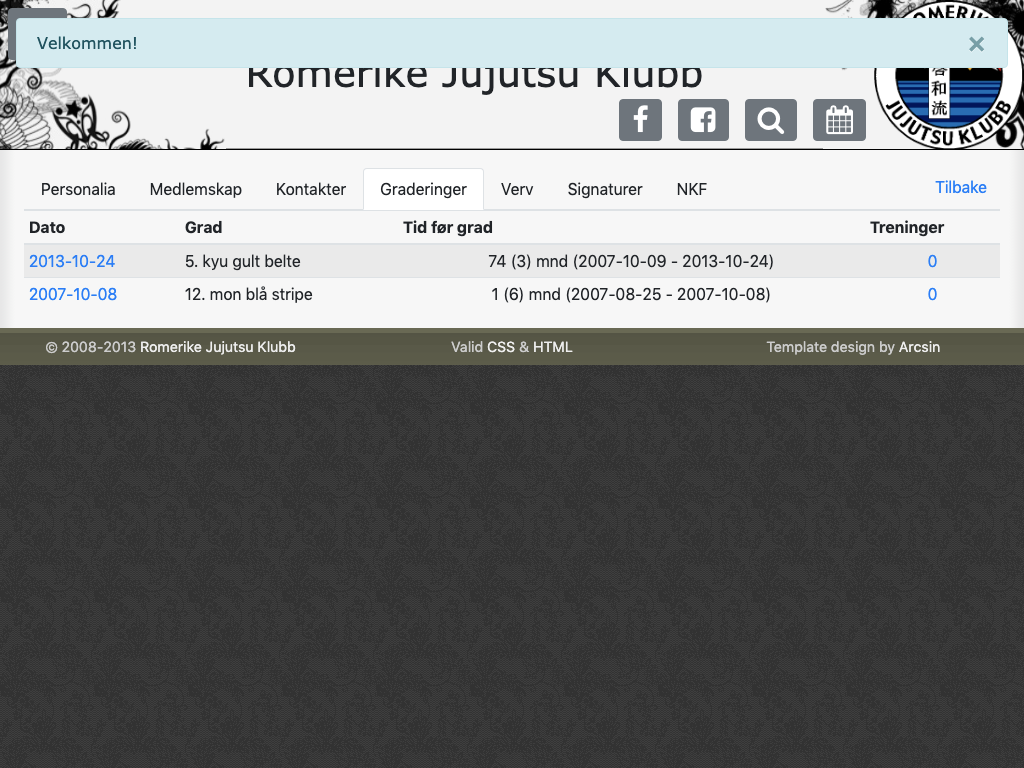 Velkommen! ×
Romerike Jujutsu Klubb
JUJUTSU KLUBB
Personalia Medlemskap Kontakter Graderinger Verv Signaturer NKF Tilbake
Dato Grad Tid før grad Treninger
2013-10-24 5. kyu gult belte 74 (3) mnd (2007-10-09 - 2013-10-24) 0
2007-10-08 12. mon blå stripe 1 (6) mnd (2007-08-25 - 2007-10-08) 0
© 2008-2013 Romerike Jujutsu Klubb Valid CSS & HTML Template design by Arcsin